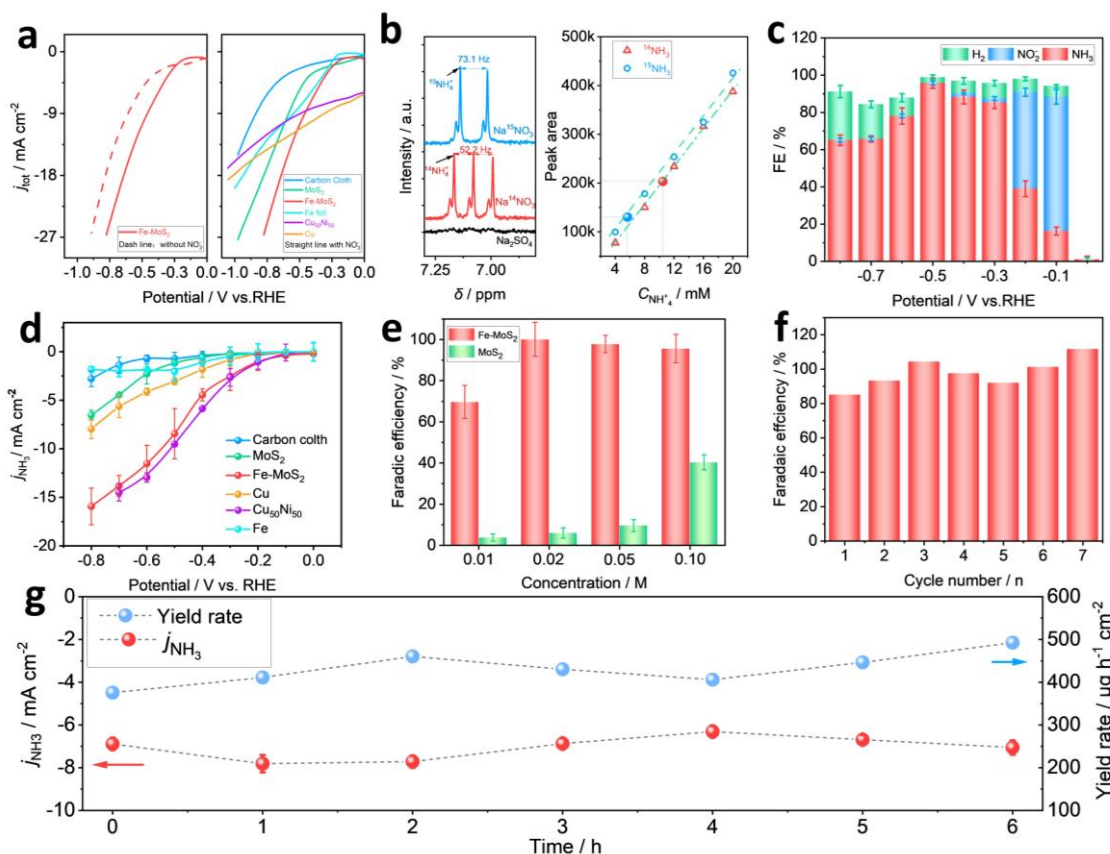 a
0
-9
-18
-27
j_tot / mA cm⁻²
Fe-MoS₂
Dash line: without NO₃⁻
-1.0
-0.5
0.0
Potential / V vs.RHE
Carbon Cloth
MoS₂
Fe-MoS₂
Fe foil
Cu₅₀Ni₅₀
Cu
Straight line with NO₃⁻
-1.0
-0.5
0.0
Potential / V vs.RHE
b
Intensity / a.u.
73.1 Hz
¹⁵NH₄⁺
Na¹⁵NO₃
52.2 Hz
¹⁴NH₄⁺
Na¹⁴NO₃
Na₂SO₄
7.25
7.00
δ / ppm
Peak area
500k
400k
300k
200k
100k
¹⁴NH₃
¹⁵NH₃
4
8
12
16
20
C_NH⁺₄ / mM
c
FE / %
120
100
80
60
40
20
0
H₂
NO₂⁻
NH₃
-0.7
-0.5
-0.3
-0.1
Potential / V vs.RHE
d
j_NH₃ / mA cm⁻²
0
-5
-10
-15
-20
Carbon colth
MoS₂
Fe-MoS₂
Cu
Cu₅₀Ni₅₀
Fe
-0.8
-0.6
-0.4
-0.2
0.0
Potential / V vs. RHE
e
Faradic efficiency / %
100
80
60
40
20
0
Fe-MoS₂
MoS₂
0.01
0.02
0.05
0.10
Concentration / M
f
Faradaic effciency / %
120
90
60
30
0
1
2
3
4
5
6
7
Cycle number / n
g
j_NH3 / mA cm⁻²
0
-2
-4
-6
-8
-10
Yield rate
j_NH₃
600
500
400
300
200
100
Yield rate / ug h⁻¹ cm⁻²
0
1
2
3
4
5
6
Time / h